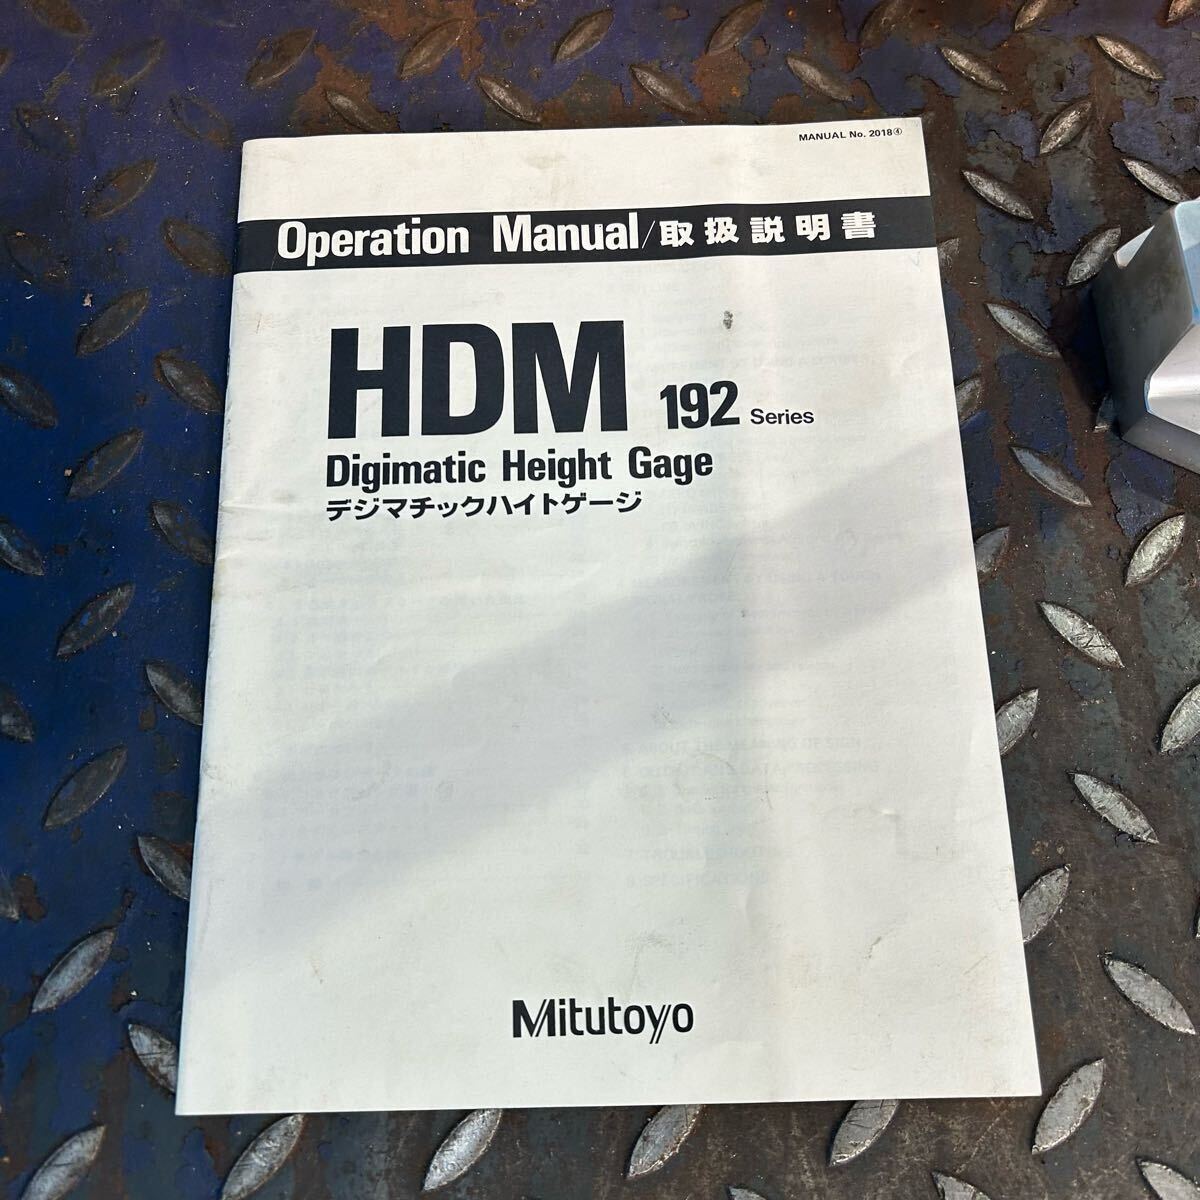 MANUAL No. 2018④
Operation Manual/取扱説明書
HDM 192 Series
Digimatic Height Gage
デジマチックハイトゲージ
Mitutoyo